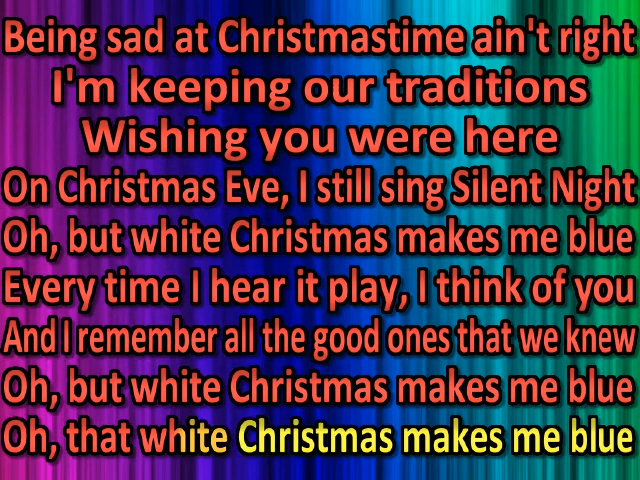 Being sad at Christmastime ain't right
I'm keeping our traditions
Wishing you were here
On Christmas Eve, I still sing Silent Night
Oh, but white Christmas makes me blue
Every time I hear it play, I think of you
And I remember all the good ones that we knew
Oh, but white Christmas makes me blue
Oh, that white Christmas makes me blue